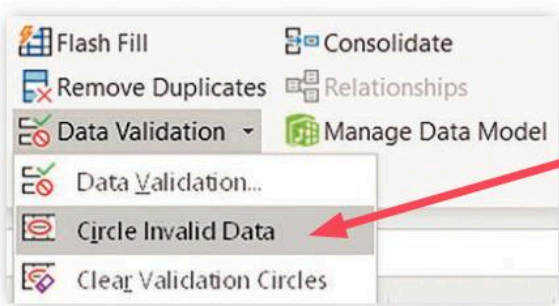 Flash Fill
Consolidate
Remove Duplicates
Relationships
Data Validation
Manage Data Model
Data Validation...
Circle Invalid Data
Clear Validation Circles